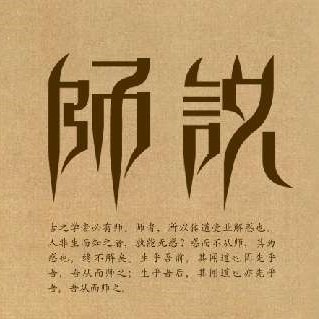 师説
古之学者必有师。师者，所以传道受业解惑也。
人非生而知之者，孰能无惑？惑而不从师，其为
惑也，终不解矣。生乎吾前，其闻道也固先乎
吾，吾从而师之；生乎吾后，其闻道也亦先乎
吾，吾从而师之。